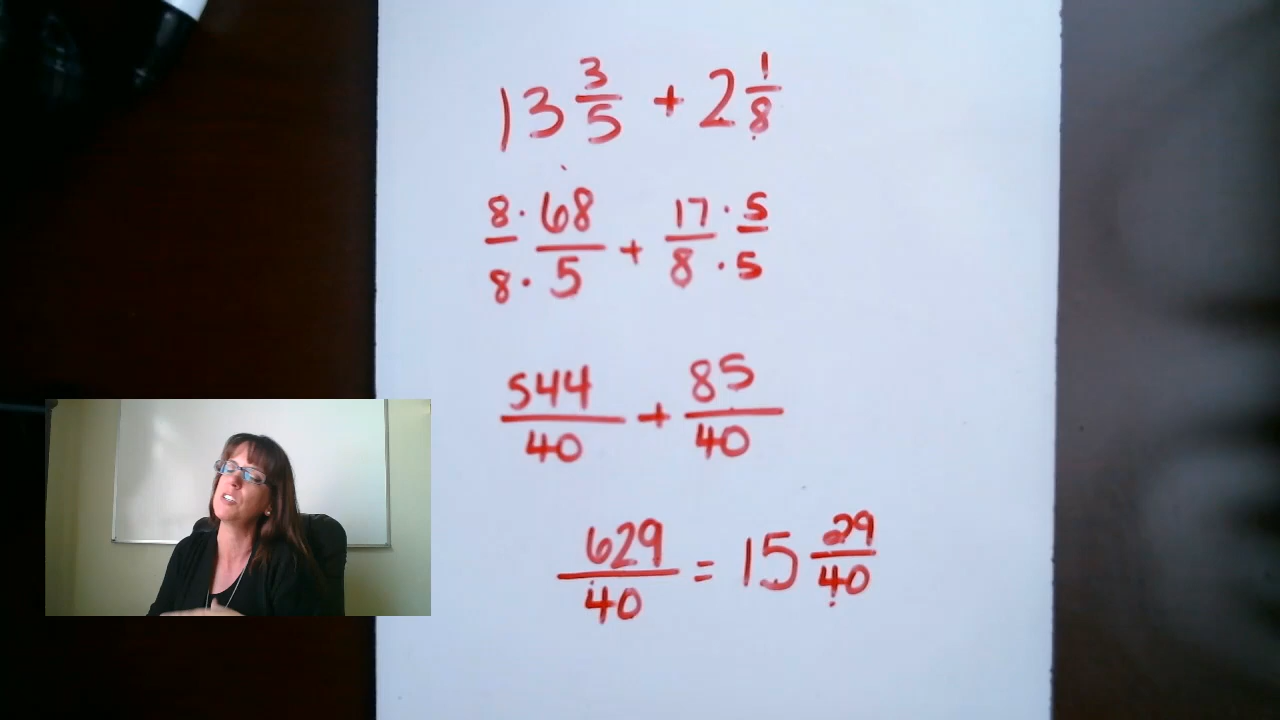 13 3/5 + 2 1/8
8/8 · 68/5 + 17/8 · 5/5
544/40 + 85/40
629/40 = 15 29/40